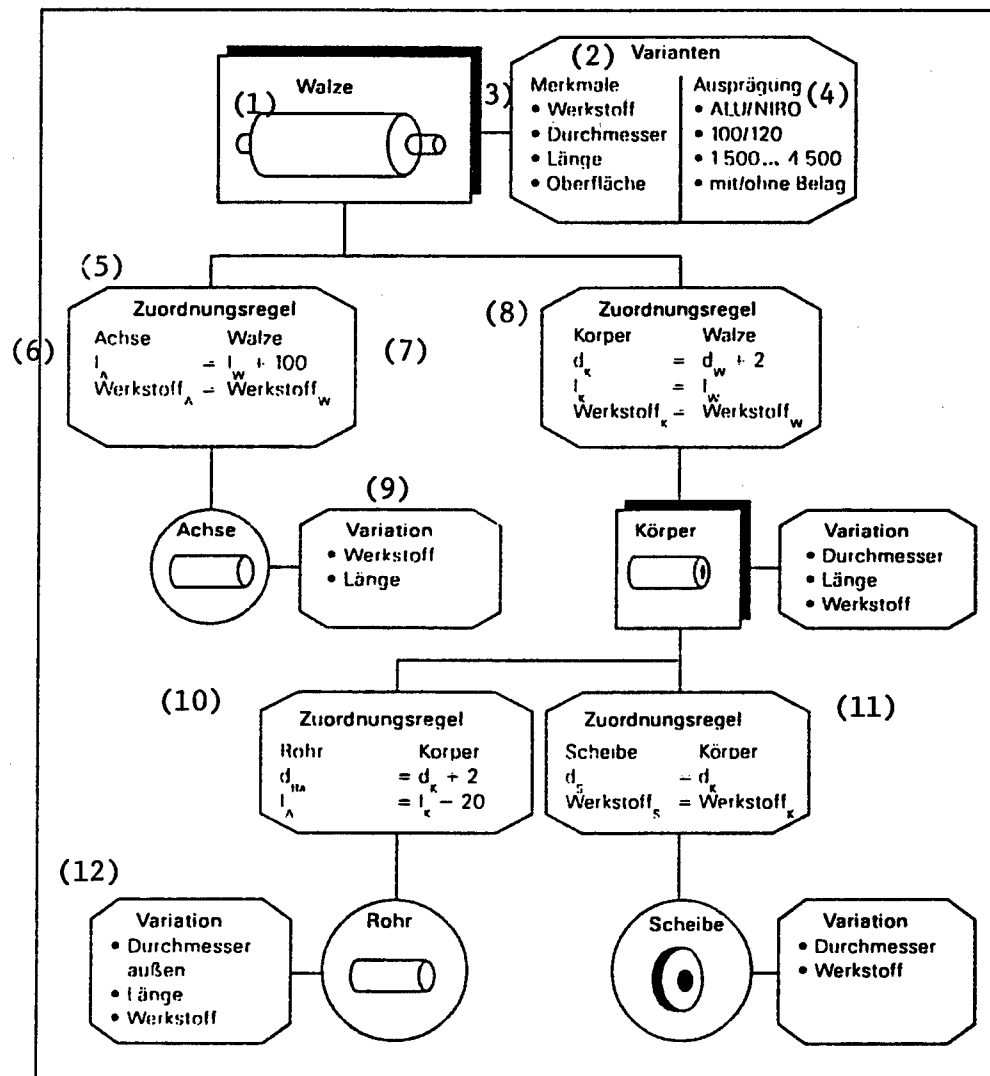 (2) Varianten
Walze
(1)
3)
Merkmale
• Werkstoff
• Durchmesser
• Länge
• Oberfläche
Ausprägung
(4)
• ALU/NIRO
• 100/120
• 1 500... 4 500
• mit/ohne Belag
(5)
Zuordnungsregel
(6)
Achse Walze
l_A = l_W + 100
Werkstoff_A = Werkstoff_W
(7)
(8)
Zuordnungsregel
Korper Walze
d_K = d_W + 2
l_K = l_W
Werkstoff_K = Werkstoff_W
(9)
Achse
Variation
• Werkstoff
• Länge
Körper
Variation
• Durchmesser
• Länge
• Werkstoff
(10)
Zuordnungsregel
Rohr Korper
d_RA = d_K + 2
l_A = l_K − 20
(11)
Zuordnungsregel
Scheibe Körper
d_S = d_K
Werkstoff_S = Werkstoff_K
(12)
Variation
• Durchmesser
außen
• Länge
• Werkstoff
Rohr
Scheibe
Variation
• Durchmesser
• Werkstoff